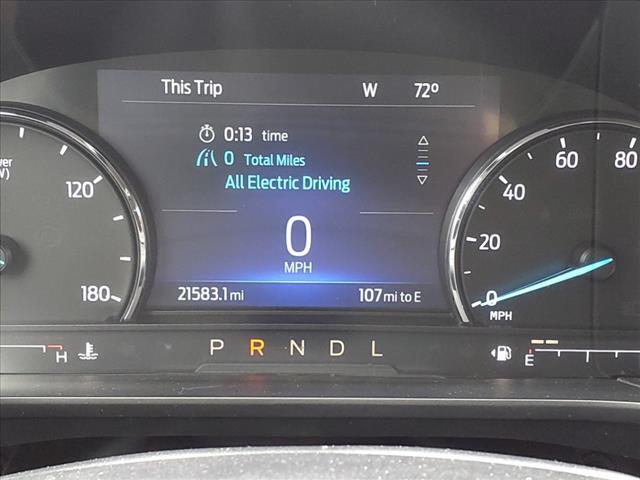 This Trip W 72°
0:13 time
0 Total Miles
All Electric Driving
0
MPH
21583.1 mi 107 mi to E
120
180
0
20
40
60
80
MPH
H P R N D L E